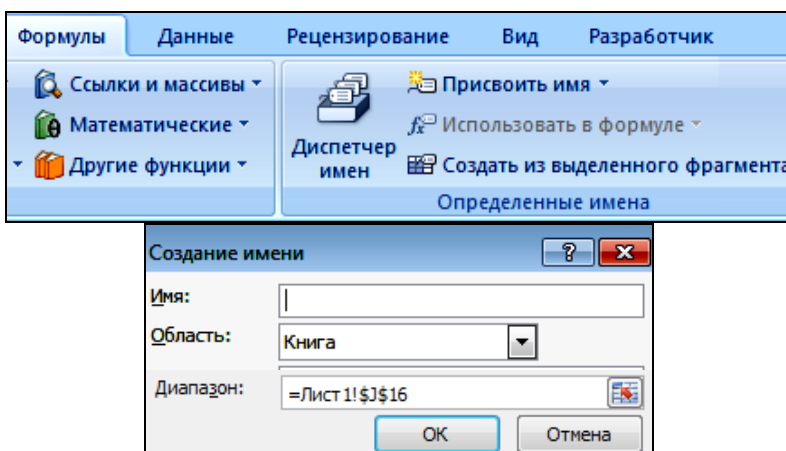 Формулы Данные Рецензирование Вид Разработчик
Ссылки и массивы Присвоить имя
Математические Использовать в формуле
Диспетчер имен
Другие функции Создать из выделенного фрагмента
Определенные имена
Создание имени
Имя:
Область: Книга
Диапазон: =Лист1!$J$16
ОК Отмена